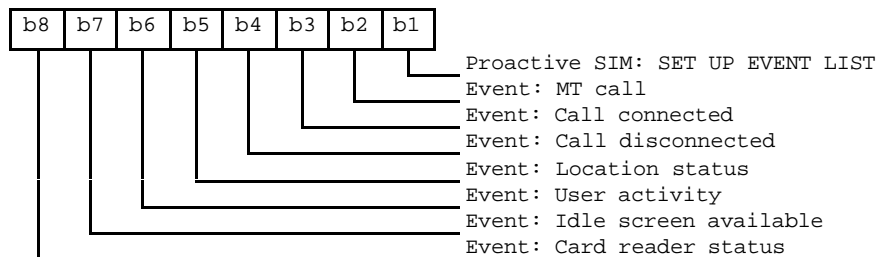 b8 b7 b6 b5 b4 b3 b2 b1
Proactive SIM: SET UP EVENT LIST
Event: MT call
Event: Call connected
Event: Call disconnected
Event: Location status
Event: User activity
Event: Idle screen available
Event: Card reader status